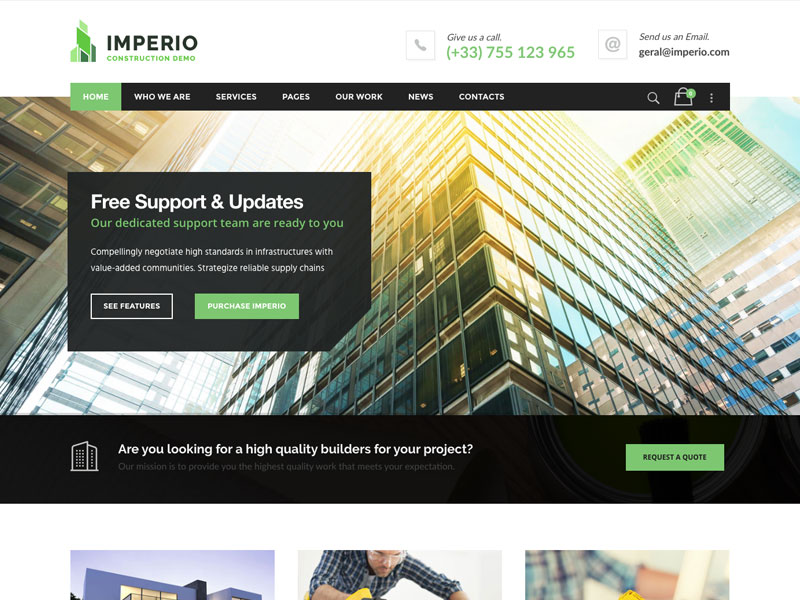 IMPERIO
CONSTRUCTION DEMO
Give us a call.
(+33) 755 123 965
Send us an Email.
geral@imperio.com
HOME WHO WE ARE SERVICES PAGES OUR WORK NEWS CONTACTS
0
Free Support & Updates
Our dedicated support team are ready to you
Compellingly negotiate high standards in infrastructures with
value-added communities. Strategize reliable supply chains
SEE FEATURES PURCHASE IMPERIO
Are you looking for a high quality builders for your project?
Our mission is to provide you the highest quality work that meets your expectation.
REQUEST A QUOTE